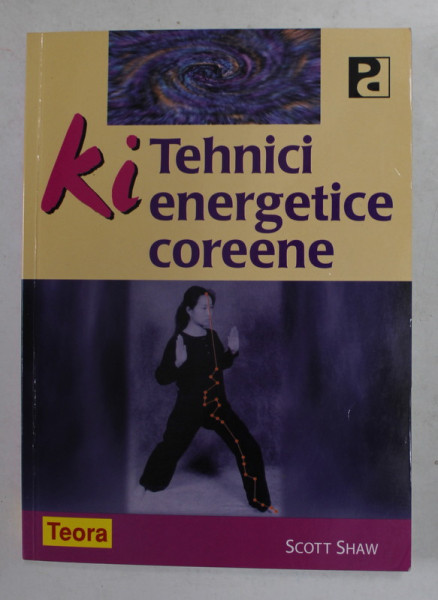 Ki Tehnici
energetice
coreene
Teora
SCOTT SHAW